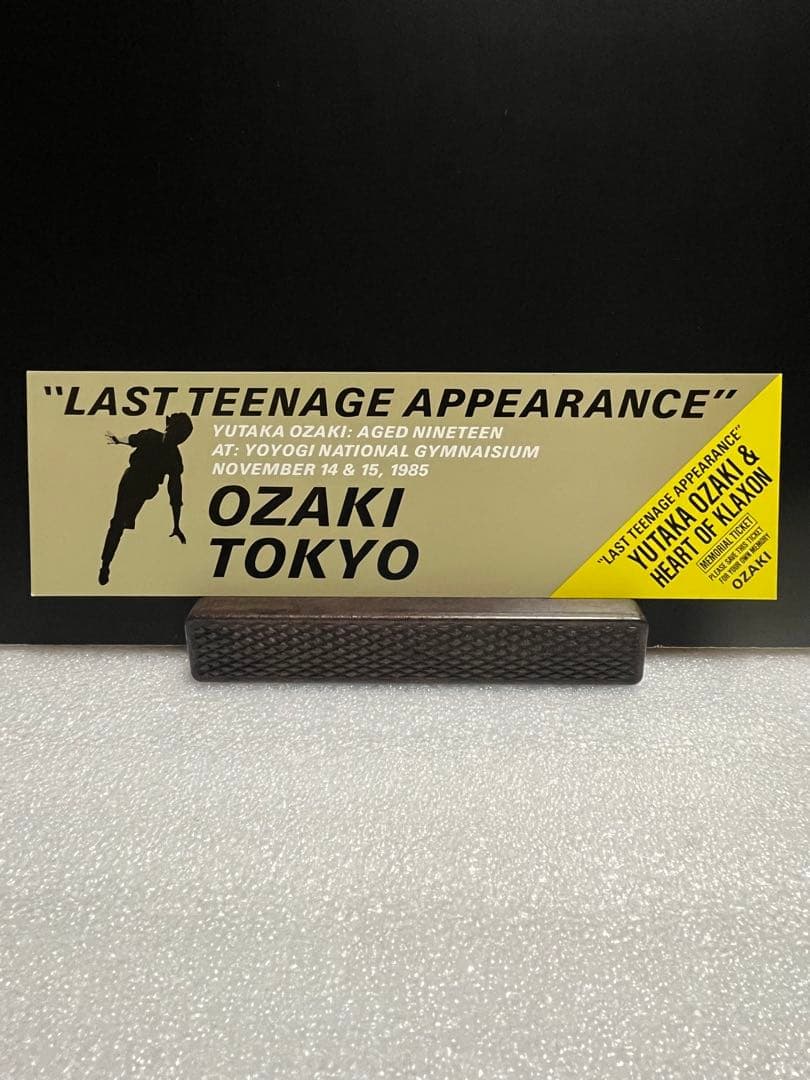 "LAST TEENAGE APPEARANCE"
YUTAKA OZAKI: AGED NINETEEN
AT: YOYOGI NATIONAL GYMNAISIUM
NOVEMBER 14 & 15, 1985
OZAKI
TOKYO
"LAST TEENAGE APPEARANCE"
YUTAKA OZAKI &
HEART OF KLAXON
MEMORIAL TICKET
PLEASE SAVE THIS TICKET
FOR YOUR OWN MEMORY
OZAKI